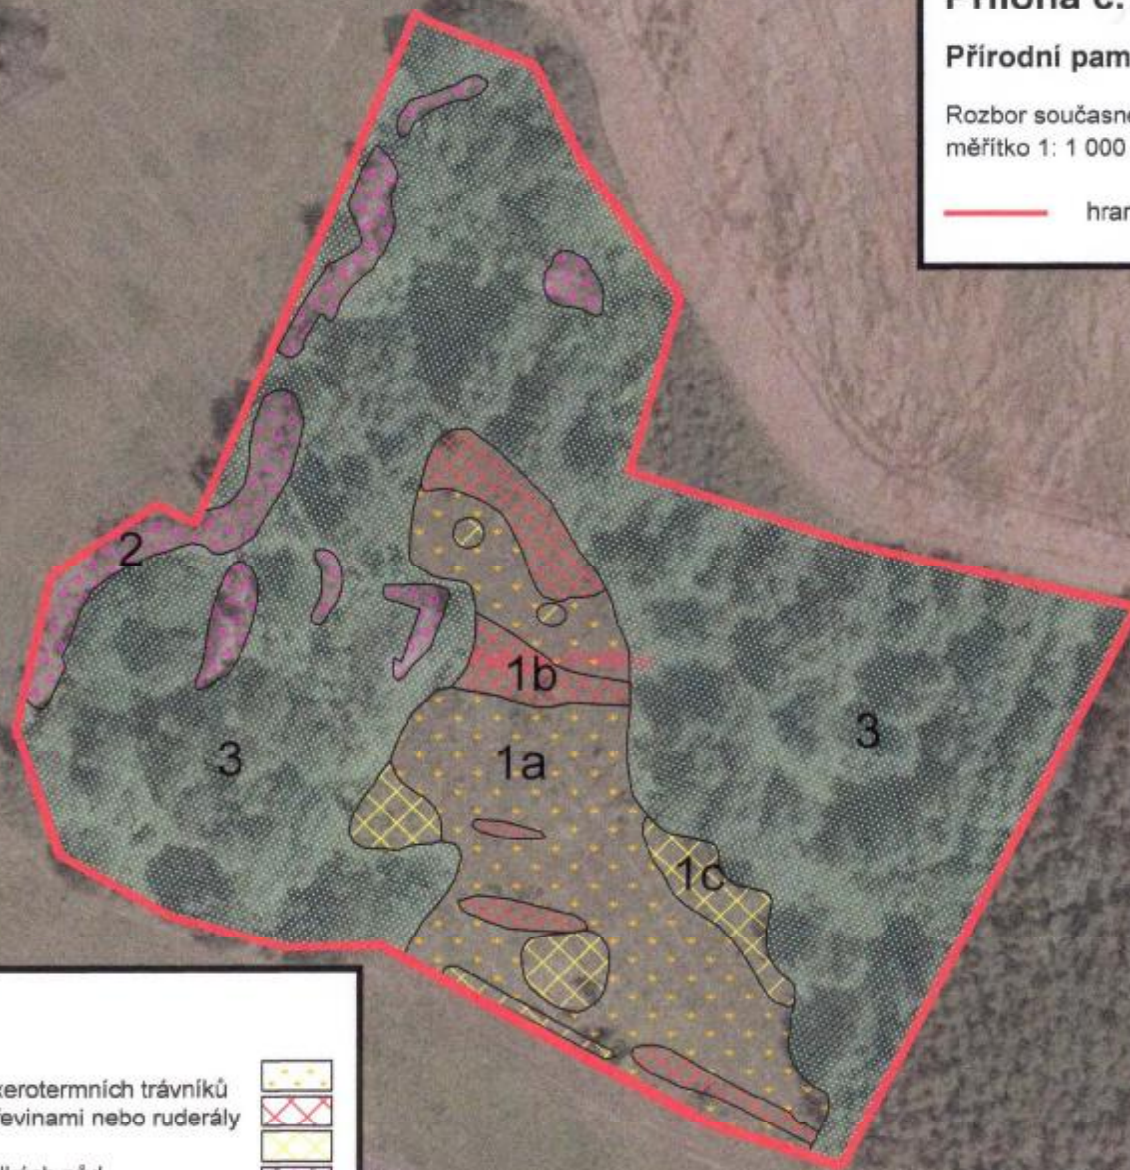 Příloha č.
Přírodní pam
Rozbor současné
měřítko 1: 1 000
hran
2
1b
3
1a
3
1c
xerotermních trávníků
řevinami nebo ruderály